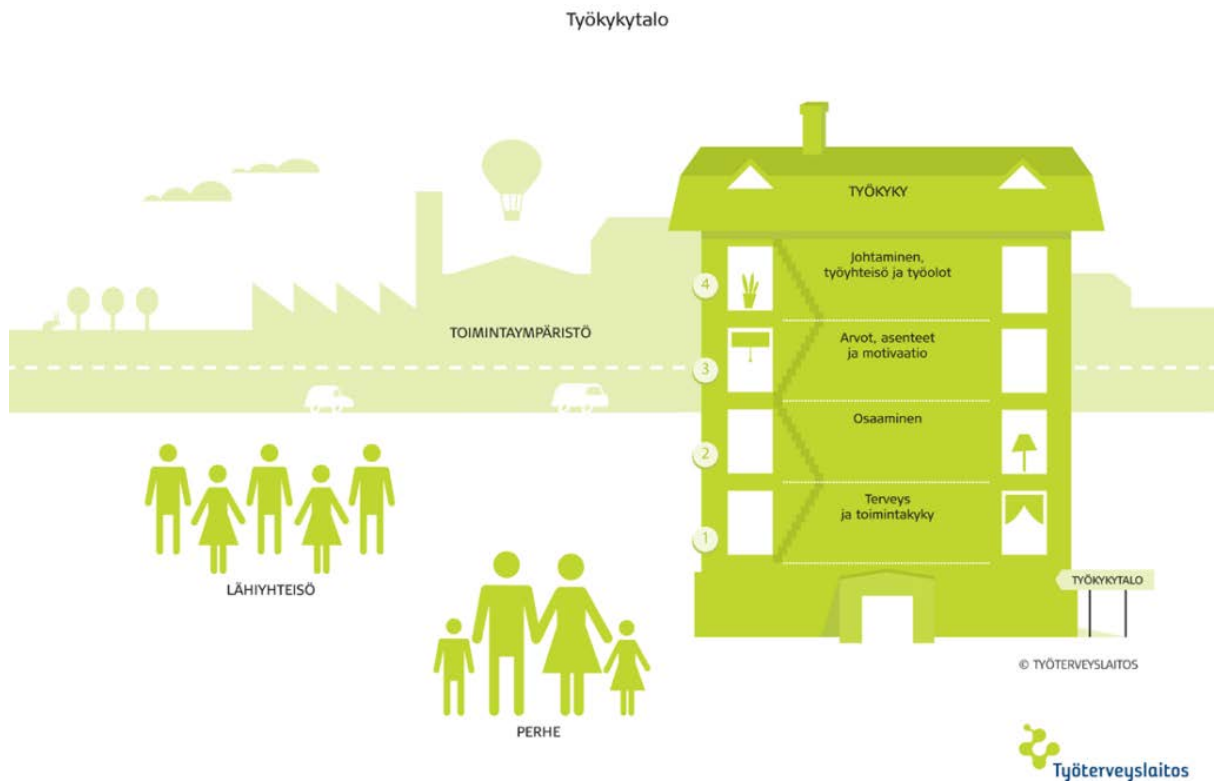 Työkykytalo
TYÖKYKY
4
Johtaminen,
työyhteisö ja työolot
TOIMINTAYMPÄRISTÖ
3
Arvot, asenteet
ja motivaatio
2
Osaaminen
1
Terveys
ja toimintakyky
LÄHIYHTEISÖ
PERHE
TYÖKYKYTALO
© TYÖTERVEYSLAITOS
Työterveyslaitos